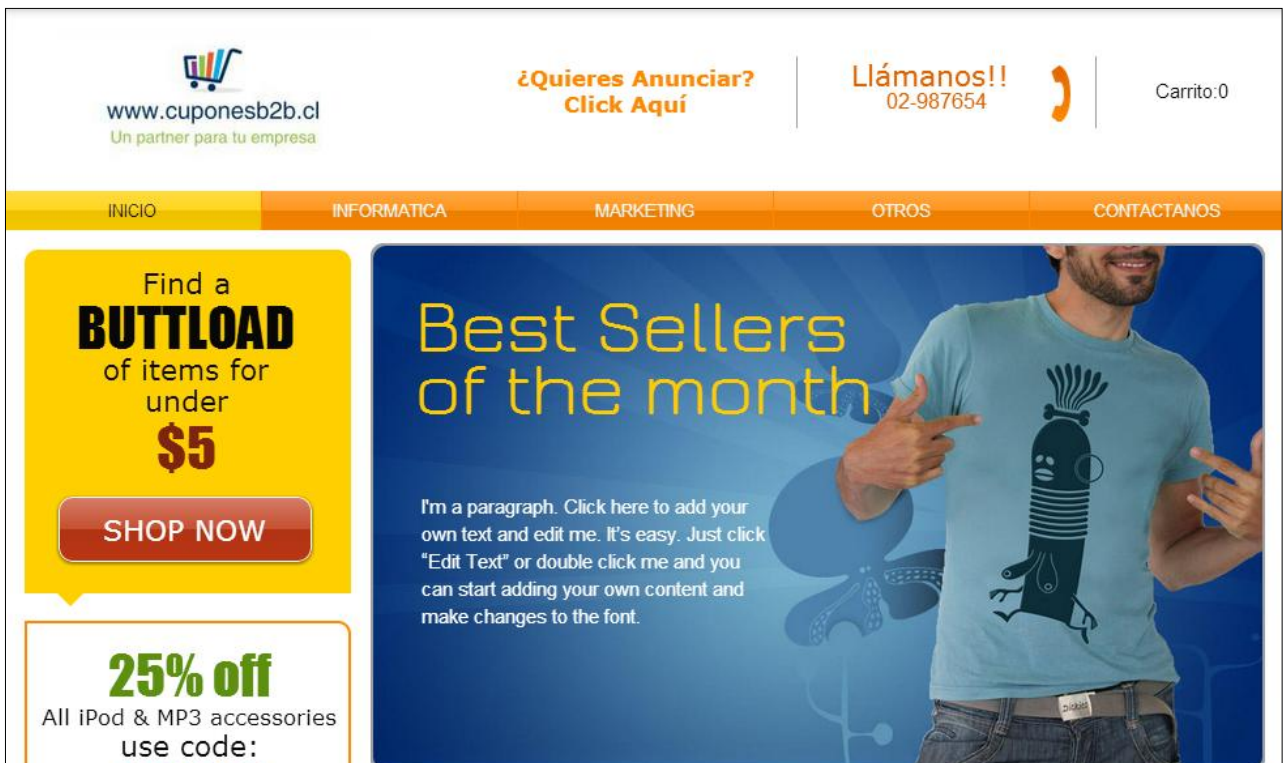 www.cuponesb2b.cl
Un partner para tu empresa
¿Quieres Anunciar?
Click Aquí
Llámanos!!
02-987654
Carrito:0
INICIO
INFORMATICA
MARKETING
OTROS
CONTACTANOS
Find a
BUTTLOAD
of items for
under
$5
SHOP NOW
25% off
All iPod & MP3 accessories
use code:
Best Sellers
of the month
I'm a paragraph. Click here to add your
own text and edit me. It's easy. Just click
“Edit Text” or double click me and you
can start adding your own content and
make changes to the font.
Dickies